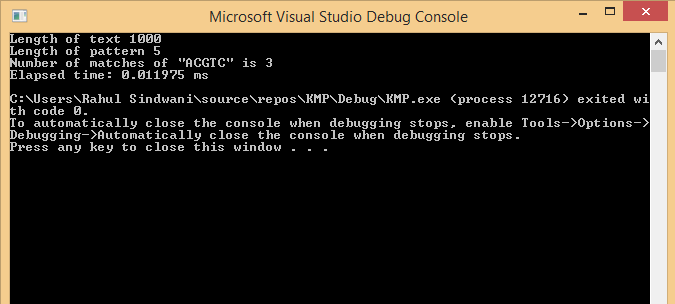 Microsoft Visual Studio Debug Console
Length of text 1000
Length of pattern 5
Number of matches of "ACGTC" is 3
Elapsed time: 0.011975 ms
C:\Users\Rahul Sindwani\source\repos\KMP\Debug\KMP.exe (process 12716) exited wi
th code 0.
To automatically close the console when debugging stops, enable Tools->Options->
Debugging->Automatically close the console when debugging stops.
Press any key to close this window . . .